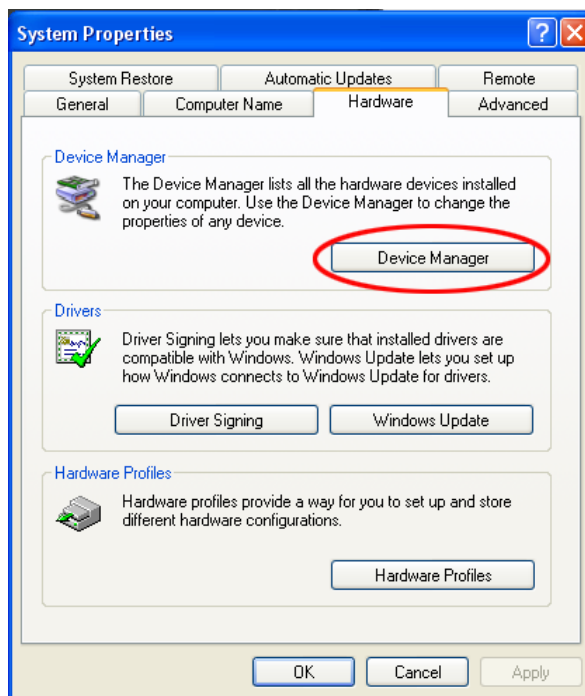 System Properties
System Restore Automatic Updates Remote
General Computer Name Hardware Advanced
Device Manager
The Device Manager lists all the hardware devices installed
on your computer. Use the Device Manager to change the
properties of any device.
Device Manager
Drivers
Driver Signing lets you make sure that installed drivers are
compatible with Windows. Windows Update lets you set up
how Windows connects to Windows Update for drivers.
Driver Signing Windows Update
Hardware Profiles
Hardware profiles provide a way for you to set up and store
different hardware configurations.
Hardware Profiles
OK Cancel Apply